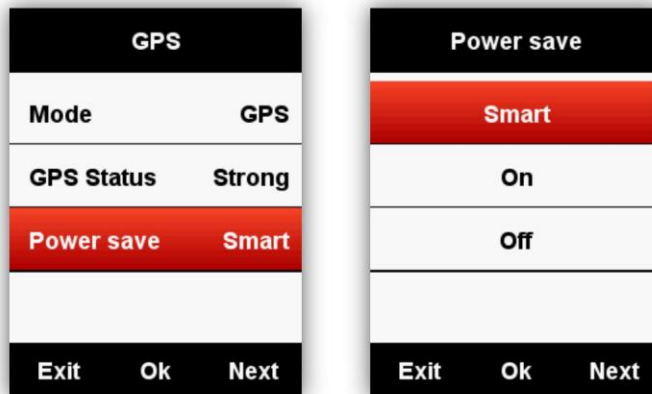 GPS
Mode GPS
GPS Status Strong
Power save Smart
Exit Ok Next
Power save
Smart
On
Off
Exit Ok Next